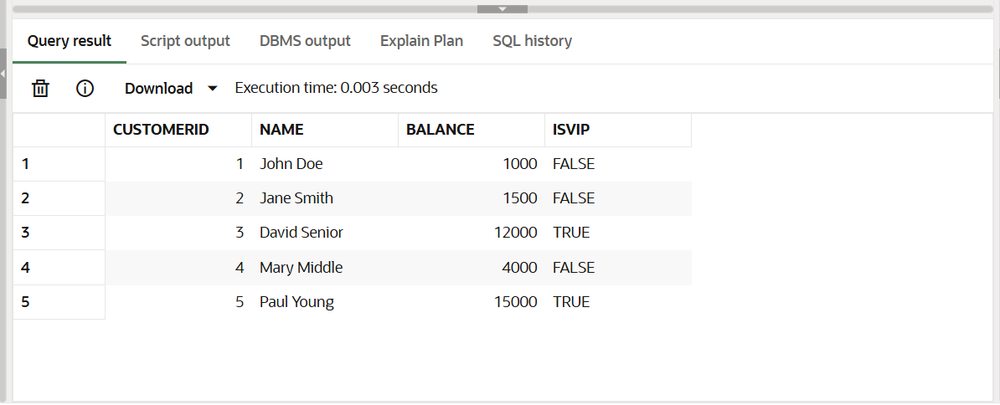 Query result Script output DBMS output Explain Plan SQL history
Download Execution time: 0.003 seconds
CUSTOMERID NAME BALANCE ISVIP
1 1 John Doe 1000 FALSE
2 2 Jane Smith 1500 FALSE
3 3 David Senior 12000 TRUE
4 4 Mary Middle 4000 FALSE
5 5 Paul Young 15000 TRUE